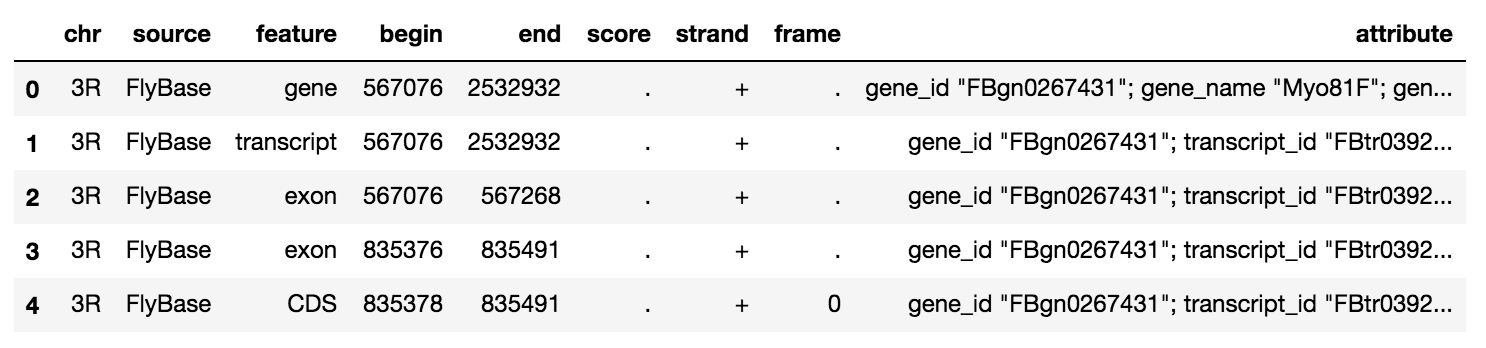 chr source feature begin end score strand frame attribute
0 3R FlyBase gene 567076 2532932 . + . gene_id "FBgn0267431"; gene_name "Myo81F"; gen...
1 3R FlyBase transcript 567076 2532932 . + . gene_id "FBgn0267431"; transcript_id "FBtr0392...
2 3R FlyBase exon 567076 567268 . + . gene_id "FBgn0267431"; transcript_id "FBtr0392...
3 3R FlyBase exon 835376 835491 . + . gene_id "FBgn0267431"; transcript_id "FBtr0392...
4 3R FlyBase CDS 835378 835491 . + 0 gene_id "FBgn0267431"; transcript_id "FBtr0392...